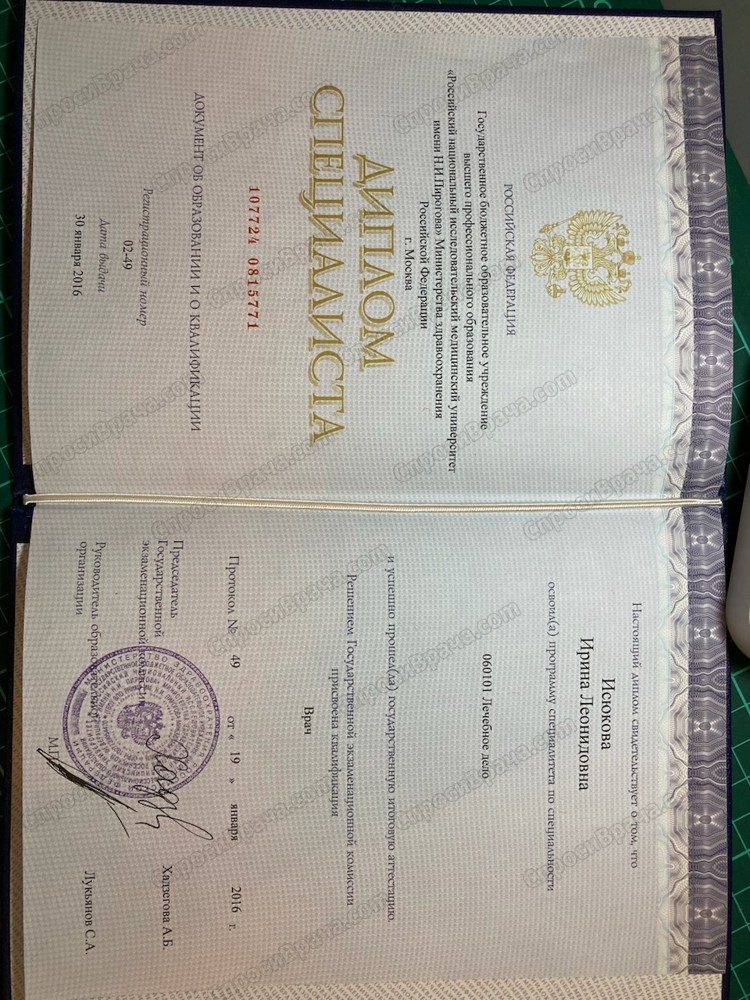 РОССИЙСКАЯ ФЕДЕРАЦИЯ
Государственное бюджетное образовательное учреждение
высшего профессионального образования
«Российский национальный исследовательский медицинский университет
имени Н.И.Пирогова» Министерства здравоохранения
Российской Федерации
г. Москва
ДИПЛОМ
СПЕЦИАЛИСТА
107724 0815771
ДОКУМЕНТ ОБ ОБРАЗОВАНИИ И О КВАЛИФИКАЦИИ
Регистрационный номер
02-49
Дата выдачи
30 января 2016
Настоящий диплом свидетельствует о том, что
Исюкова
Ирина Леонидовна
освоил(а) программу специалитета по специальности
060101 Лечебное дело
и успешно прошел(ла) государственную итоговую аттестацию.
Решением Государственной экзаменационной комиссии
присвоена квалификация
Врач
Протокол № 49 от « 19 » января 2016 г.
Председатель
Государственной
экзаменационной
Хадзегова А.Б.
Руководитель
организации
Лукьянов С.А.
М.П.
СпросиВрача.com